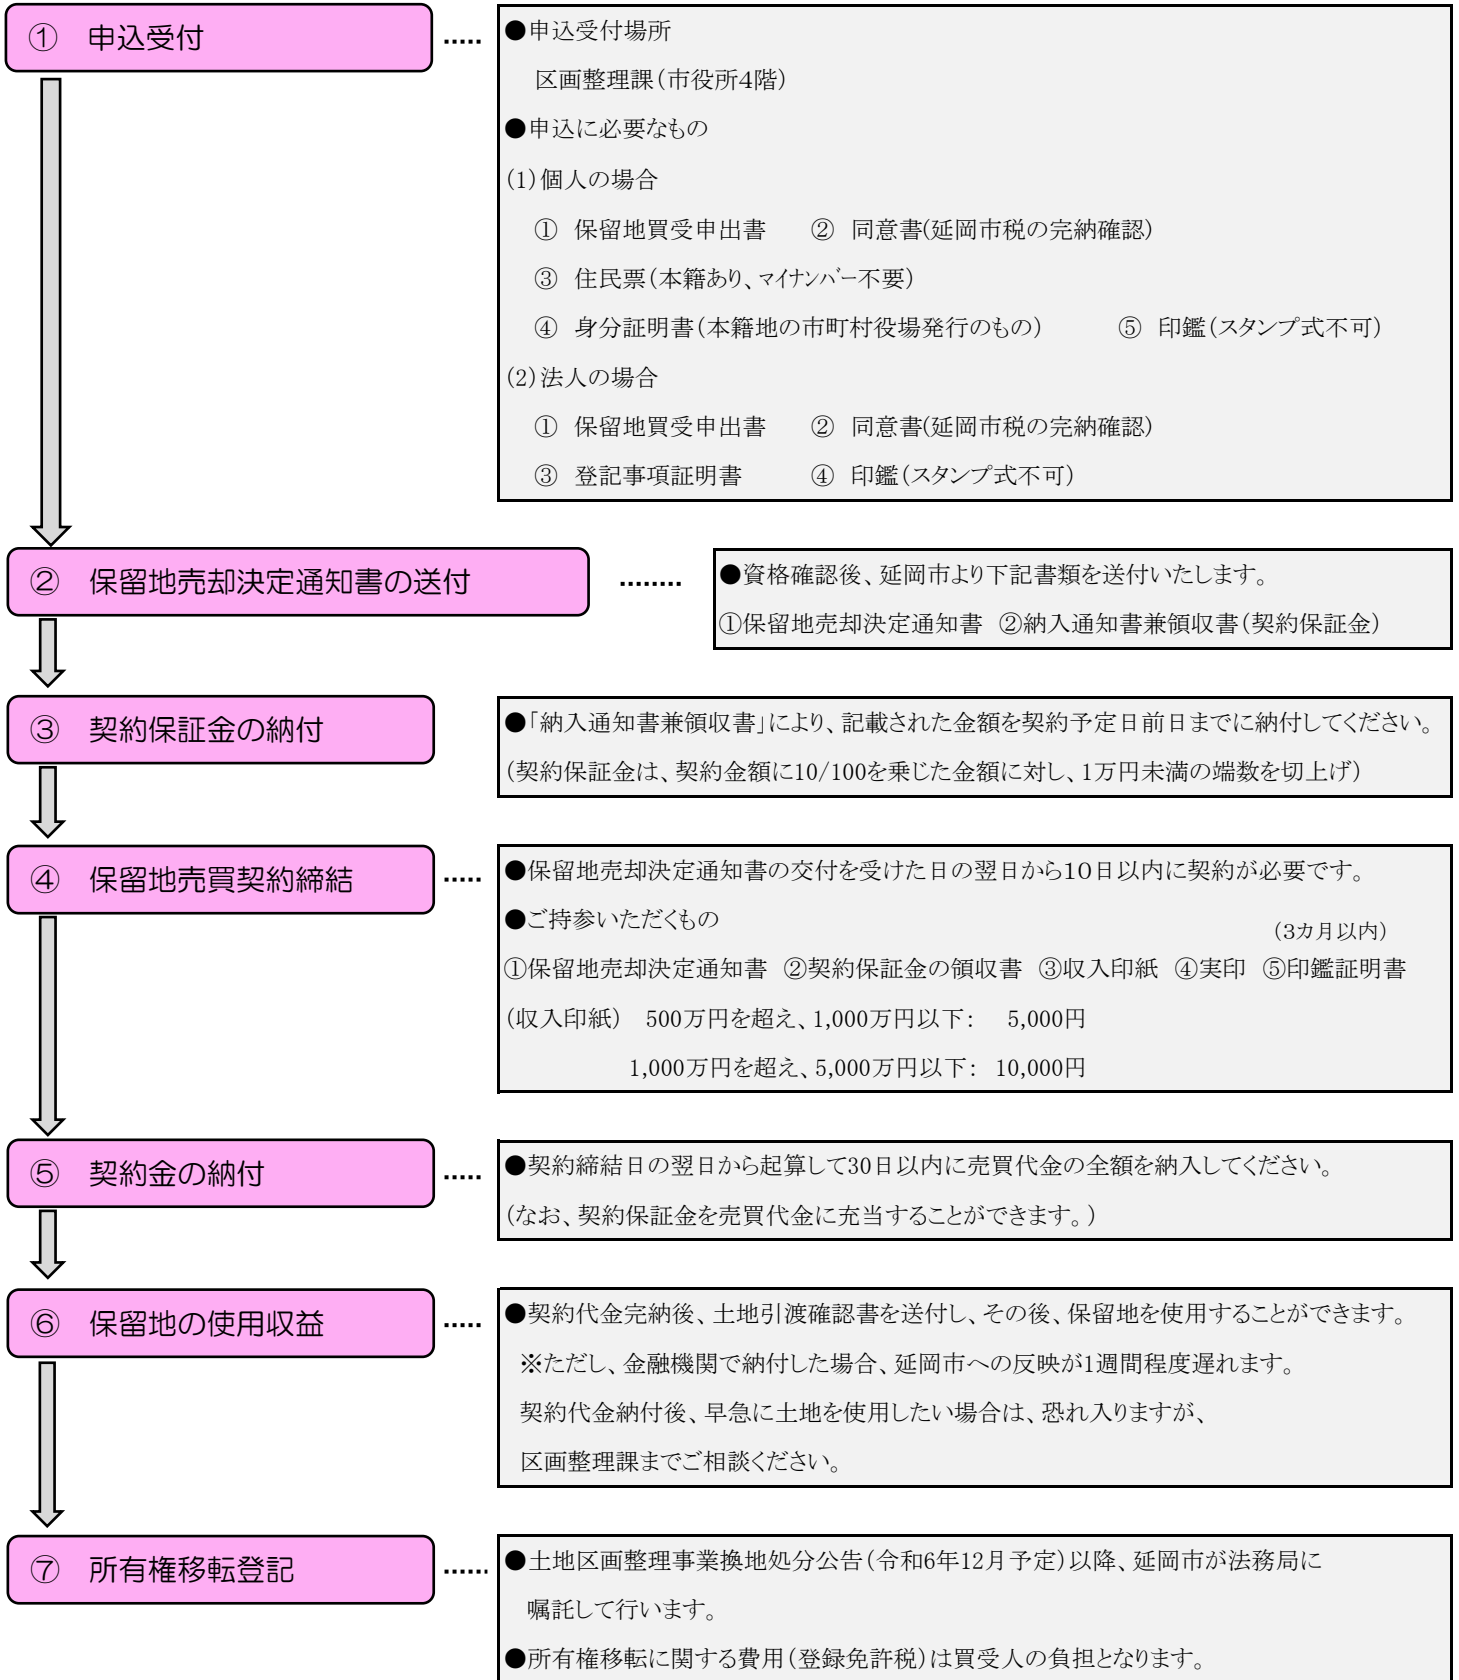 ① 申込受付 ‥‥‥
●申込受付場所
区画整理課(市役所4階)
●申込に必要なもの
(1)個人の場合
① 保留地買受申出書 ② 同意書(延岡市税の完納確認)
③ 住民票(本籍あり、マイナンバー不要)
④ 身分証明書(本籍地の市町村役場発行のもの) ⑤ 印鑑(スタンプ式不可)
(2)法人の場合
① 保留地買受申出書 ② 同意書(延岡市税の完納確認)
③ 登記事項証明書 ④ 印鑑(スタンプ式不可)
② 保留地売却決定通知書の送付 ‥‥‥‥
●資格確認後、延岡市より下記書類を送付いたします。
①保留地売却決定通知書 ②納入通知書兼領収書(契約保証金)
③ 契約保証金の納付
●「納入通知書兼領収書」により、記載された金額を契約予定日前日までに納付してください。
(契約保証金は、契約金額に10/100を乗じた金額に対し、1万円未満の端数を切上げ)
④ 保留地売買契約締結 ‥‥‥
●保留地売却決定通知書の交付を受けた日の翌日から10日以内に契約が必要です。
●ご持参いただくもの
(3カ月以内)
①保留地売却決定通知書 ②契約保証金の領収書 ③収入印紙 ④実印 ⑤印鑑証明書
(収入印紙) 500万円を超え、1,000万円以下: 5,000円
1,000万円を超え、5,000万円以下: 10,000円
⑤ 契約金の納付 ‥‥‥
●契約締結日の翌日から起算して30日以内に売買代金の全額を納入してください。
(なお、契約保証金を売買代金に充当することができます。)
⑥ 保留地の使用収益 ‥‥‥
●契約代金完納後、土地引渡確認書を送付し、その後、保留地を使用することができます。
※ただし、金融機関で納付した場合、延岡市への反映が1週間程度遅れます。
契約代金納付後、早急に土地を使用したい場合は、恐れ入りますが、
区画整理課までご相談ください。
⑦ 所有権移転登記 ‥‥‥
●土地区画整理事業換地処分公告(令和6年12月予定)以降、延岡市が法務局に
嘱託して行います。
●所有権移転に関する費用(登録免許税)は買受人の負担となります。